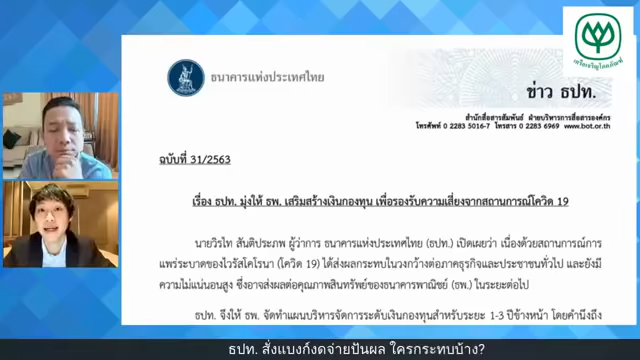 เครือเจริญโภคภัณฑ์
ธนาคารแห่งประเทศไทย
ข่าว ธปท.
สำนักสื่อสารสัมพันธ์ ฝ่ายบริหารการสื่อสารองค์กร
โทรศัพท์ 0 2283 5016-7 โทรสาร 0 2283 6969 www.bot.or.th
ฉบับที่ 31/2563
เรื่อง ธปท. มุ่งให้ ธพ. เสริมสร้างเงินกองทุน เพื่อรองรับความเสี่ยงจากสถานการณ์โควิด 19
นายวิรไท สันติประภพ ผู้ว่าการ ธนาคารแห่งประเทศไทย (ธปท.) เปิดเผยว่า เนื่องด้วยสถานการณ์การ
แพร่ระบาดของไวรัสโคโรนา (โควิด 19) ได้ส่งผลกระทบในวงกว้างต่อภาคธุรกิจและประชาชนทั่วไป และยังมี
ความไม่แน่นอนสูง ซึ่งอาจส่งผลต่อคุณภาพสินทรัพย์ของธนาคารพาณิชย์ (ธพ.) ในระยะต่อไป
ธปท. จึงให้ ธพ. จัดทำแผนบริหารจัดการระดับเงินกองทุนสำหรับระยะ 1-3 ปีข้างหน้า โดยคำนึงถึง
ธปท. สั่งแบงก์งดจ่ายปันผล ใครกระทบบ้าง?